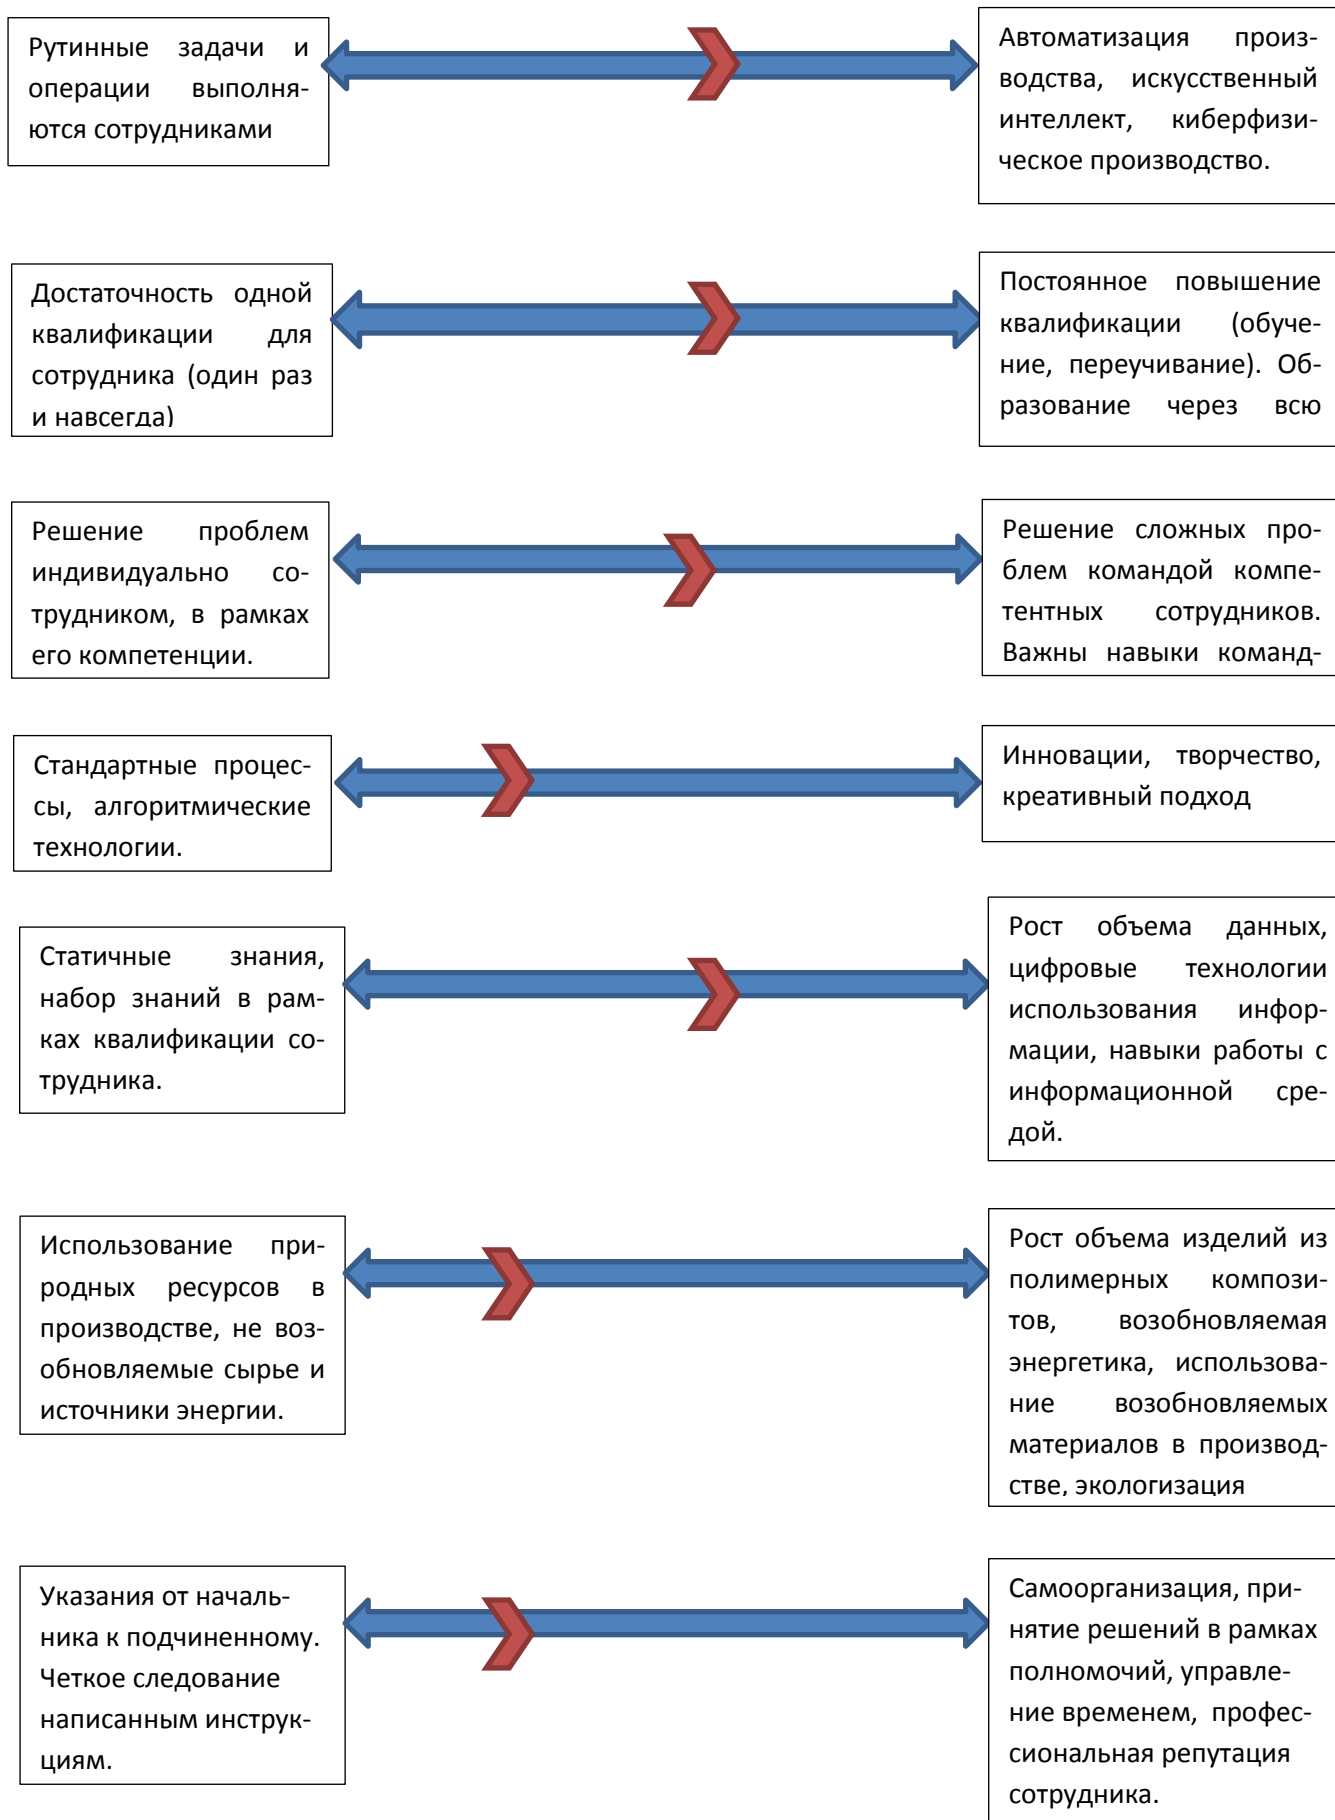 Рутинные задачи и
операции выполня-
ются сотрудниками
Автоматизация произ-
водства, искусственный
интеллект, киберфизи-
ческое производство.
Достаточность одной
квалификации для
сотрудника (один раз
и навсегда)
Постоянное повышение
квалификации (обуче-
ние, переучивание). Об-
разование через всю
Решение проблем
индивидуально со-
трудником, в рамках
его компетенции.
Решение сложных про-
блем командой компе-
тентных сотрудников.
Важны навыки команд-
Стандартные процес-
сы, алгоритмические
технологии.
Инновации, творчество,
креативный подход
Статичные знания,
набор знаний в рам-
ках квалификации со-
трудника.
Рост объема данных,
цифровые технологии
использования инфор-
мации, навыки работы с
информационной сре-
дой.
Использование при-
родных ресурсов в
производстве, не воз-
обновляемые сырье и
источники энергии.
Рост объема изделий из
полимерных компози-
тов, возобновляемая
энергетика, использова-
ние возобновляемых
материалов в производ-
стве, экологизация
Указания от началь-
ника к подчиненному.
Четкое следование
написанным инструк-
циям.
Самоорганизация, при-
нятие решений в рамках
полномочий, управле-
ние временем, профес-
сиональная репутация
сотрудника.